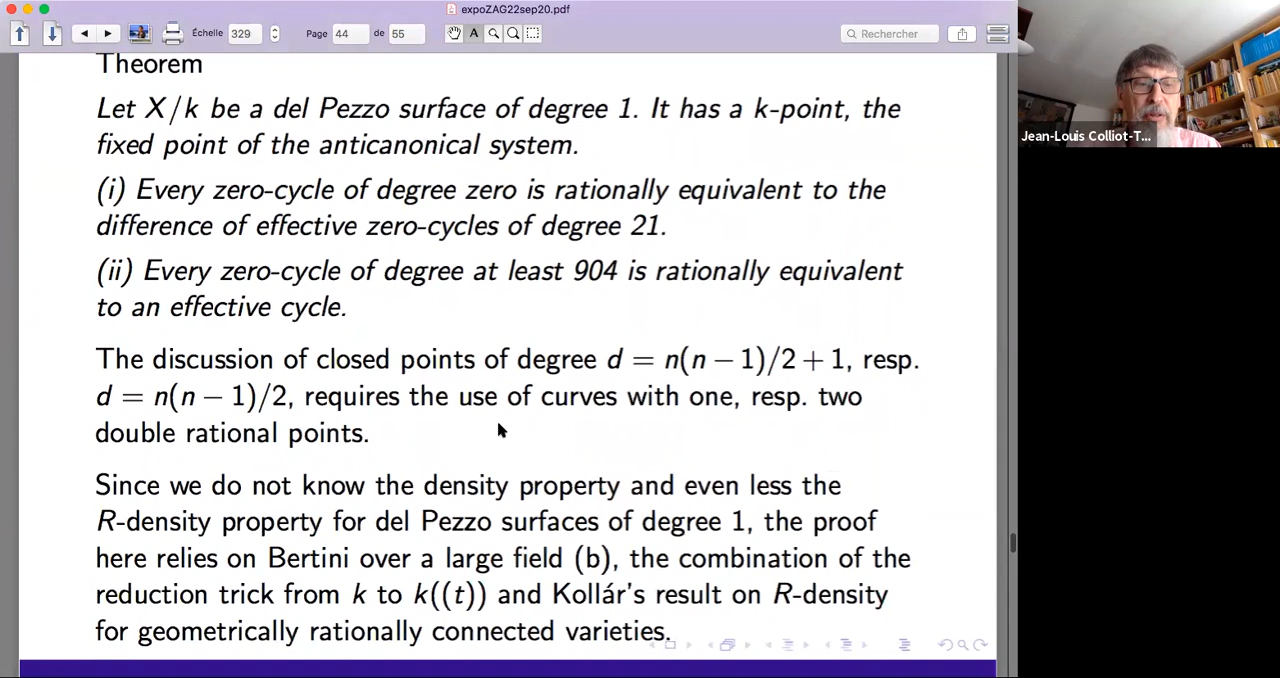 expoZAG22sep20.pdf
Échelle 329 Page 44 de 55 A Rechercher
Theorem
Let X/k be a del Pezzo surface of degree 1. It has a k-point, the
fixed point of the anticanonical system.
(i) Every zero-cycle of degree zero is rationally equivalent to the
difference of effective zero-cycles of degree 21.
(ii) Every zero-cycle of degree at least 904 is rationally equivalent
to an effective cycle.
The discussion of closed points of degree d = n(n − 1)/2 + 1, resp.
d = n(n − 1)/2, requires the use of curves with one, resp. two
double rational points.
Since we do not know the density property and even less the
R-density property for del Pezzo surfaces of degree 1, the proof
here relies on Bertini over a large field (b), the combination of the
reduction trick from k to k((t)) and Kollár's result on R-density
for geometrically rationally connected varieties.
Jean-Louis Colliot-T...